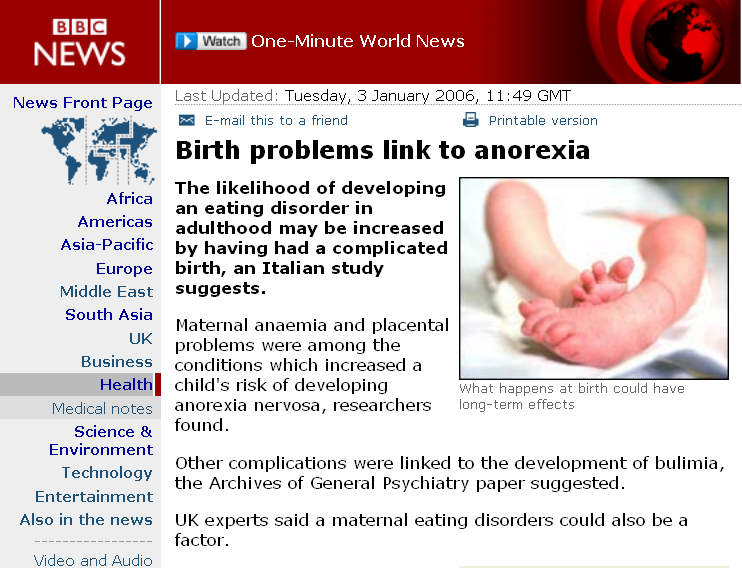 BBC
NEWS
Watch One-Minute World News
News Front Page
Africa
Americas
Asia-Pacific
Europe
Middle East
South Asia
UK
Business
Health
Medical notes
Science &
Environment
Technology
Entertainment
Also in the news
-----------------
Video and Audio
Last Updated: Tuesday, 3 January 2006, 11:49 GMT
E-mail this to a friend
Printable version
Birth problems link to anorexia
The likelihood of developing
an eating disorder in
adulthood may be increased
by having had a complicated
birth, an Italian study
suggests.
What happens at birth could have
long-term effects
Maternal anaemia and placental
problems were among the
conditions which increased a
child's risk of developing
anorexia nervosa, researchers
found.
Other complications were linked to the development of bulimia,
the Archives of General Psychiatry paper suggested.
UK experts said a maternal eating disorders could also be a
factor.